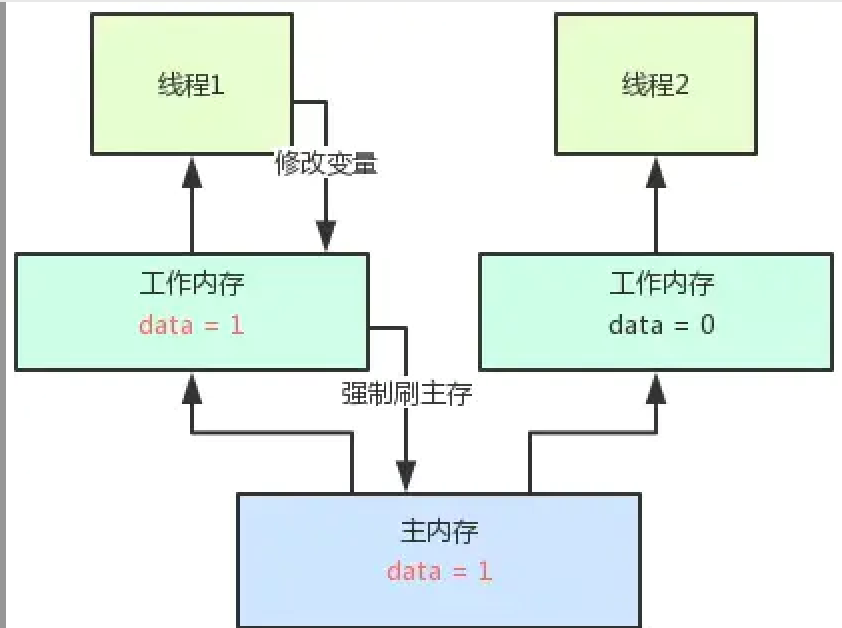 线程1
线程2
修改变量
工作内存
data = 1
工作内存
data = 0
强制刷主存
主内存
data = 1